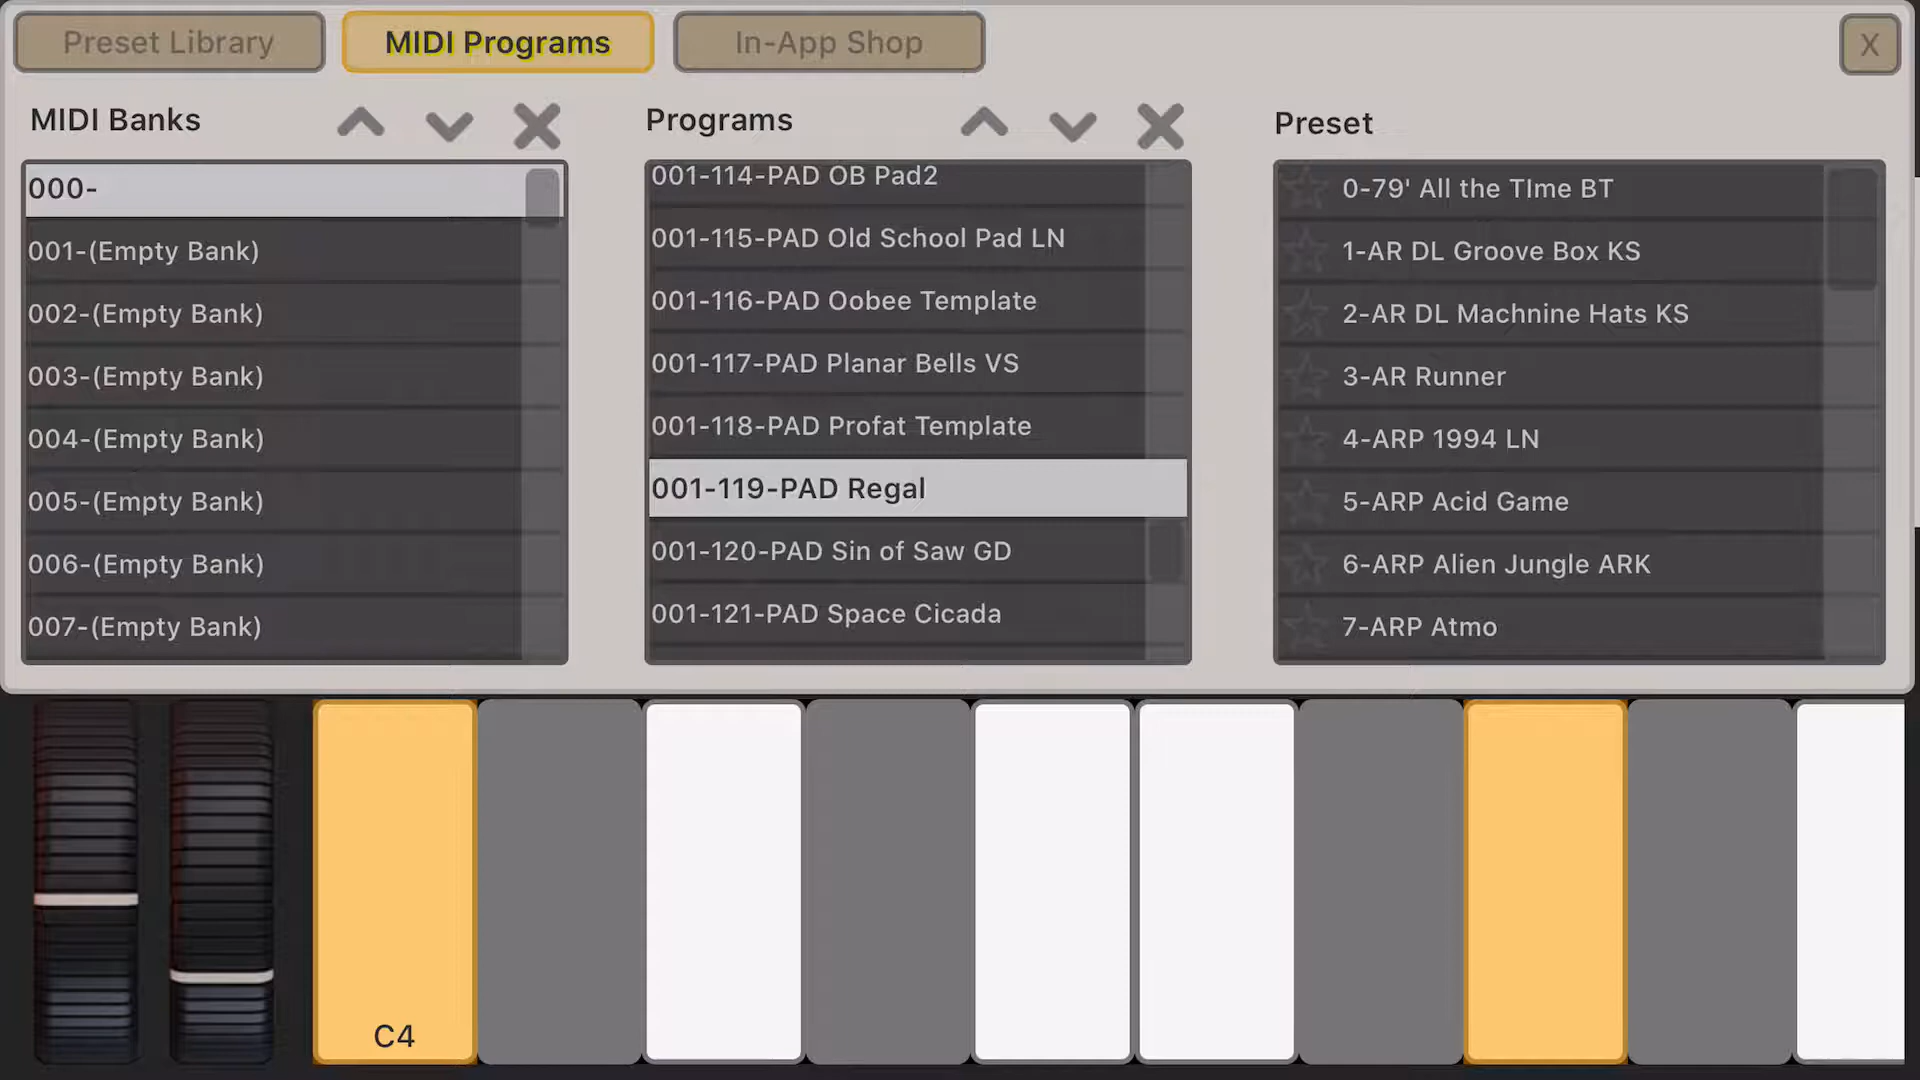 Preset Library
MIDI Programs
In-App Shop
X
MIDI Banks
000-
001-(Empty Bank)
002-(Empty Bank)
003-(Empty Bank)
004-(Empty Bank)
005-(Empty Bank)
006-(Empty Bank)
007-(Empty Bank)
Programs
001-114-PAD OB Pad2
001-115-PAD Old School Pad LN
001-116-PAD Oobee Template
001-117-PAD Planar Bells VS
001-118-PAD Profat Template
001-119-PAD Regal
001-120-PAD Sin of Saw GD
001-121-PAD Space Cicada
Preset
0-79' All the TIme BT
1-AR DL Groove Box KS
2-AR DL Machnine Hats KS
3-AR Runner
4-ARP 1994 LN
5-ARP Acid Game
6-ARP Alien Jungle ARK
7-ARP Atmo
C4